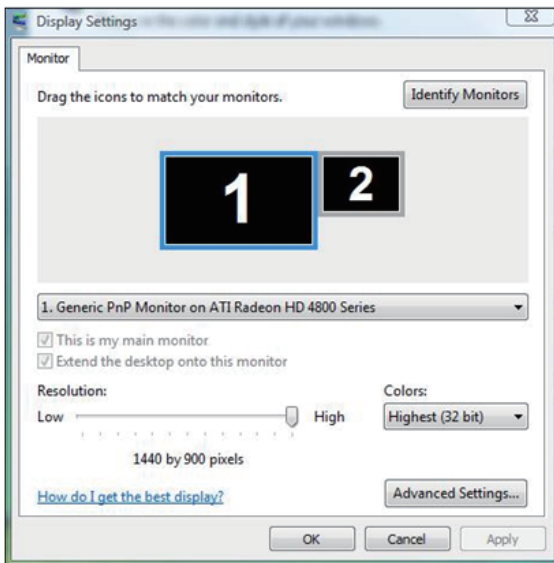 Display Settings
Monitor
Drag the icons to match your monitors.
Identify Monitors
1
2
1. Generic PnP Monitor on ATI Radeon HD 4800 Series
This is my main monitor
Extend the desktop onto this monitor
Resolution:
Colors:
Low
High
Highest (32 bit)
1440 by 900 pixels
How do I get the best display?
Advanced Settings...
OK
Cancel
Apply